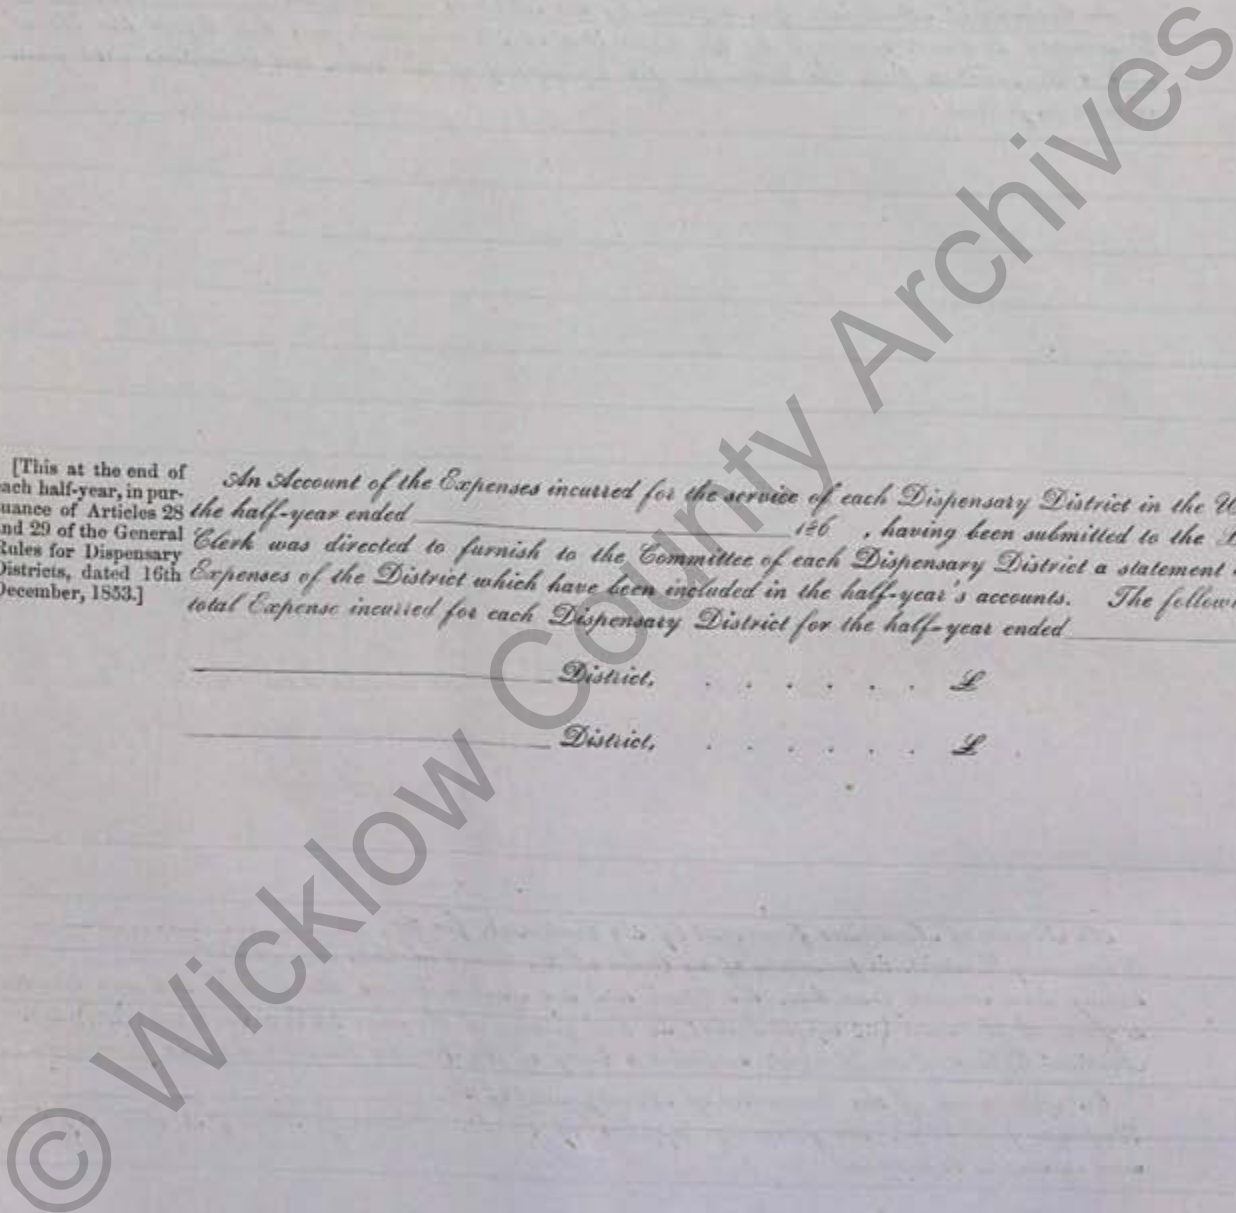 [This at the end of
each half-year, in pur-
suance of Articles 28
and 29 of the General
Rules for Dispensary
Districts, dated 16th
December, 1853.]
An Account of the Expenses incurred for the service of each Dispensary District in the
the half-year ended 186 , having been submitted to the
Clerk was directed to furnish to the Committee of each Dispensary District a statement
Expenses of the District which have been included in the half-year's accounts. The
total Expense incurred for each Dispensary District for the half-year ended
District, . . . . . . £
District, . . . . . . £
© Wicklow County Archives